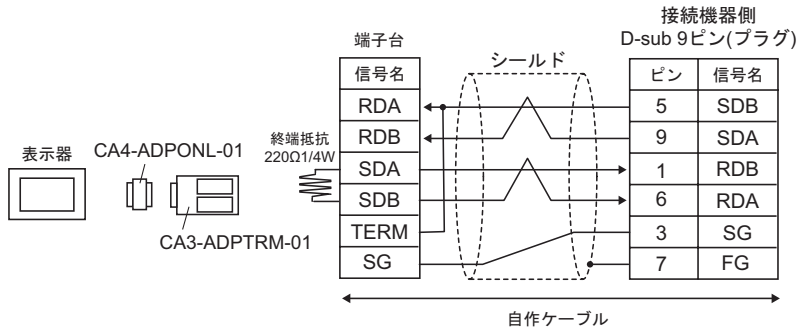 接続機器側
端子台
D-sub 9ピン(プラグ)
シールド
信号名
ピン
信号名
RDA
5
SDB
RDB
9
SDA
表示器
CA4-ADPONL-01
終端抵抗
220Ω1/4W
SDA
1
RDB
SDB
6
RDA
CA3-ADPTRM-01
TERM
3
SG
SG
7
FG
自作ケーブル